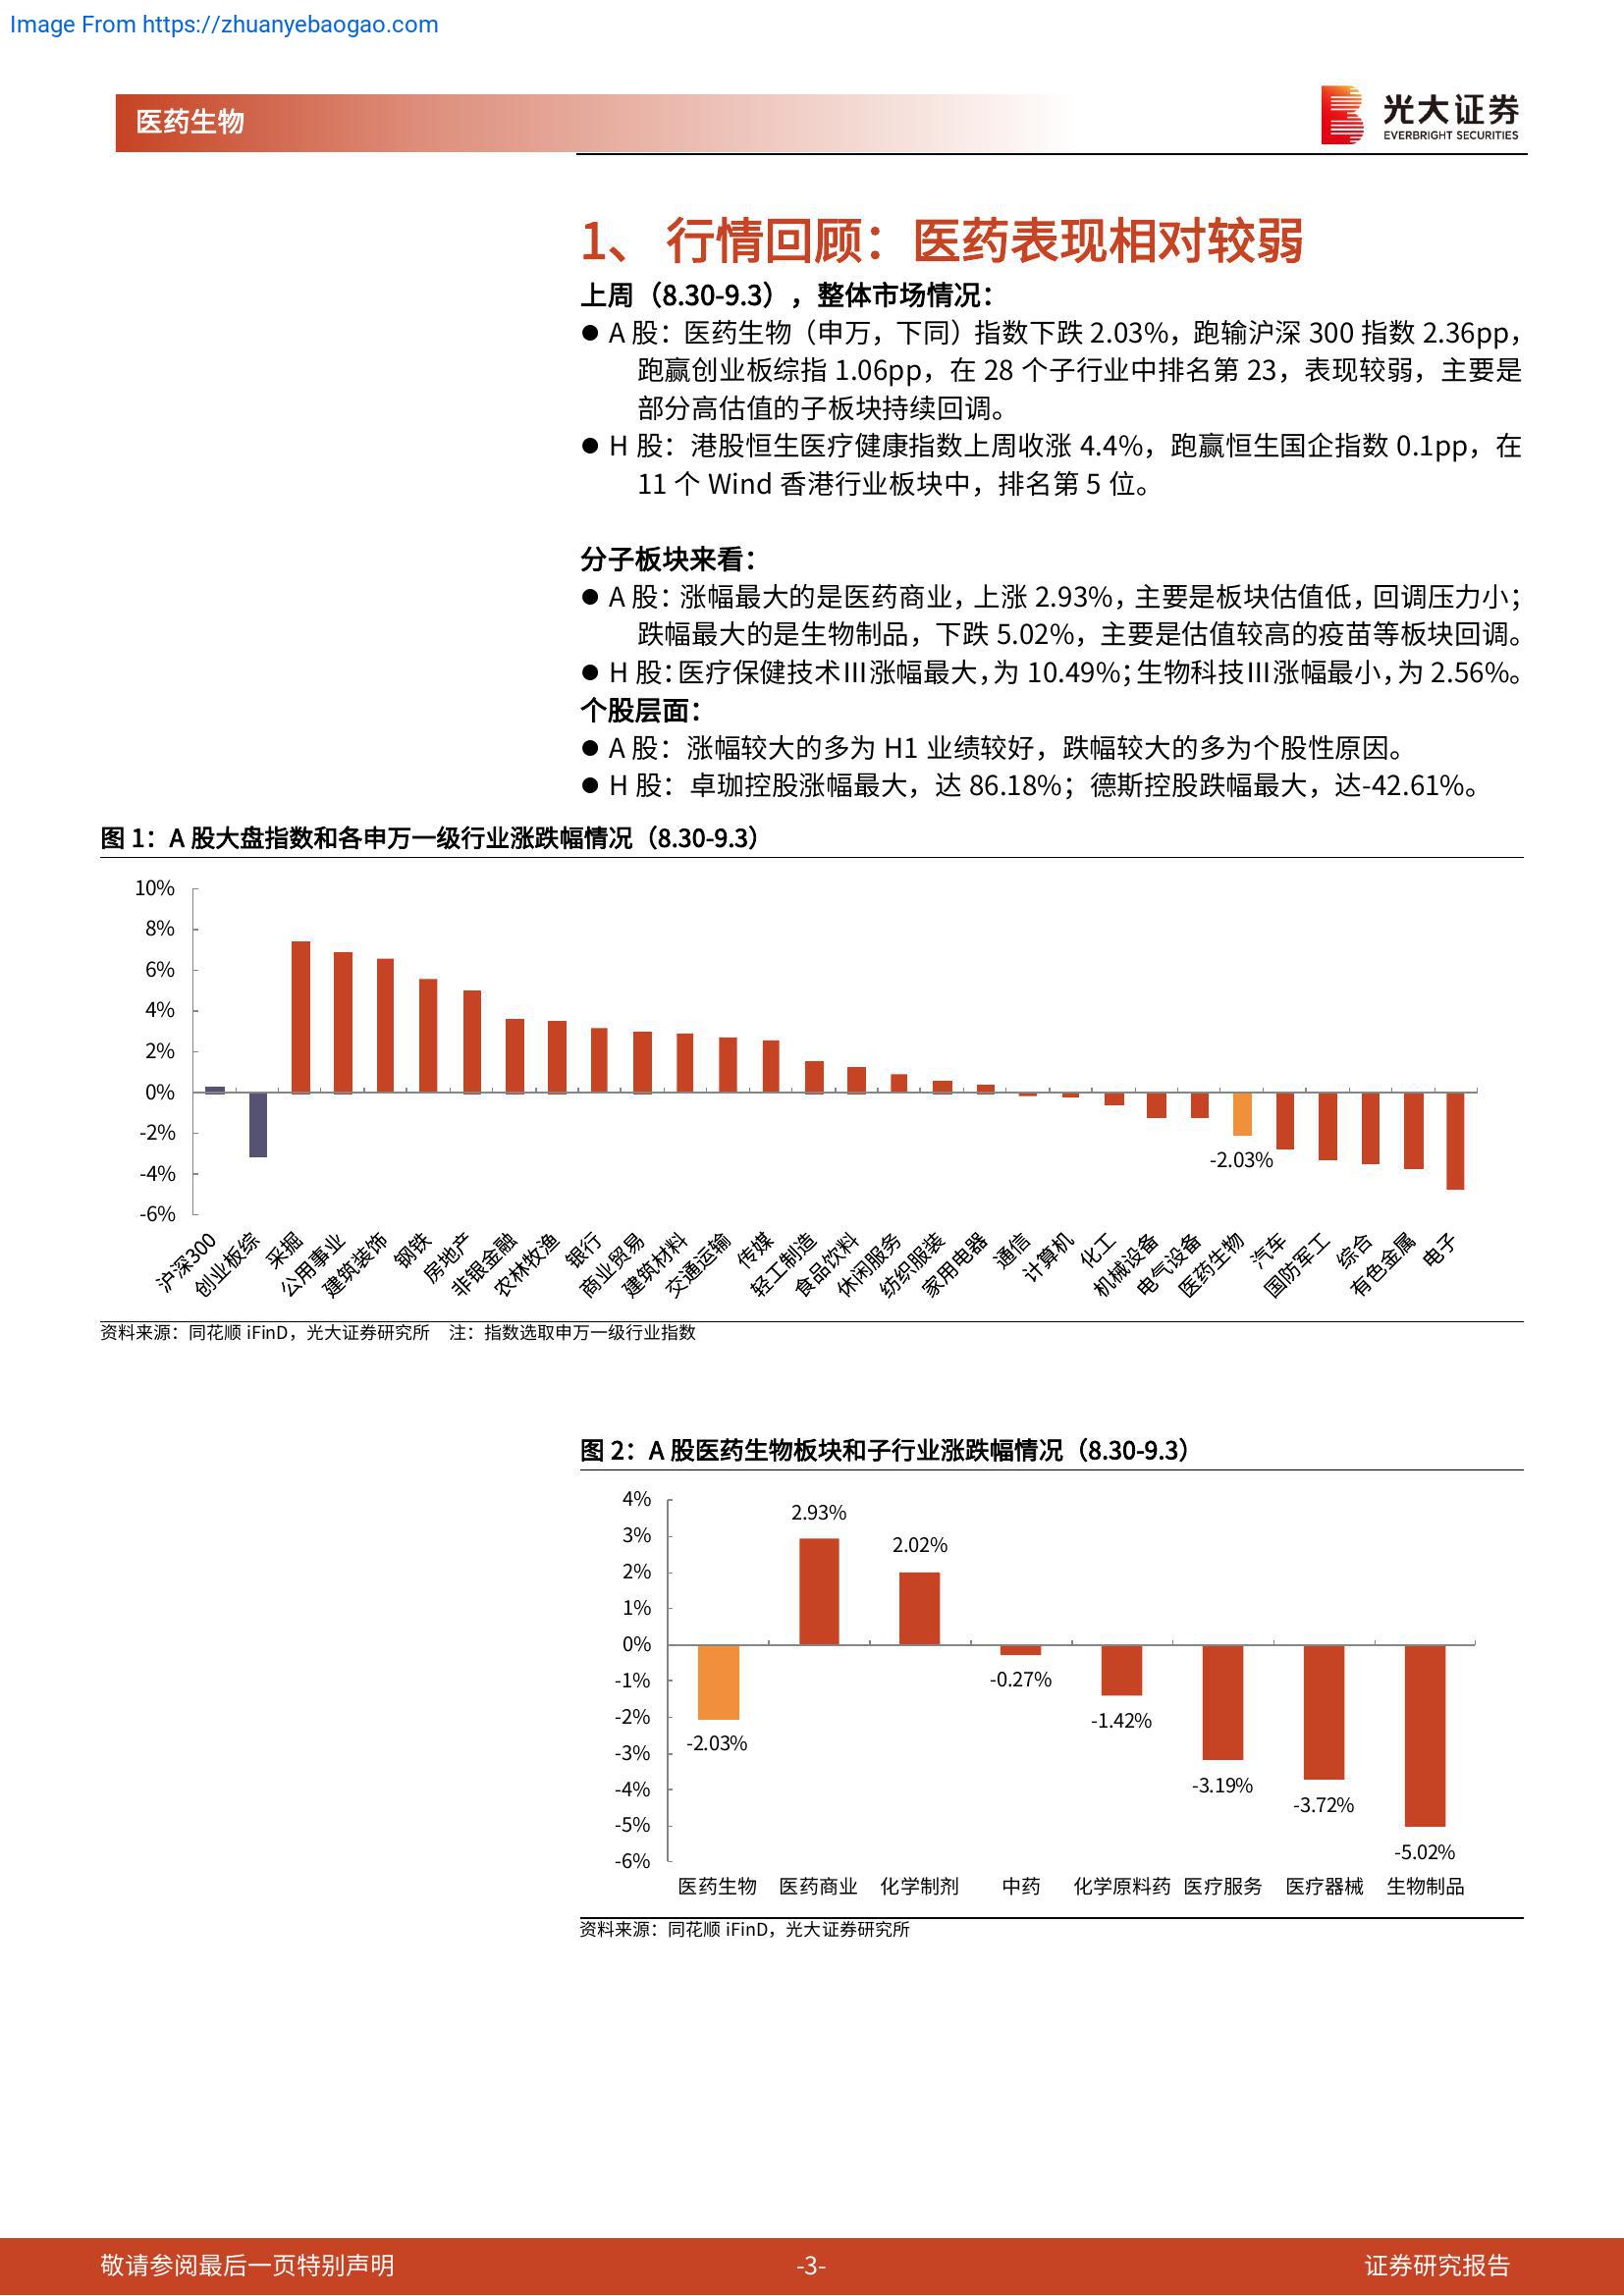 Image From https://zhuanyebaogao.com
医药生物
光大证券
EVERBRIGHT SECURITIES
1、 行情回顾：医药表现相对较弱
上周（8.30-9.3），整体市场情况：
● A 股：医药生物（申万，下同）指数下跌 2.03%，跑输沪深 300 指数 2.36pp，
跑赢创业板综指 1.06pp，在 28 个子行业中排名第 23，表现较弱，主要是
部分高估值的子板块持续回调。
● H 股：港股恒生医疗健康指数上周收涨 4.4%，跑赢恒生国企指数 0.1pp，在
11 个 Wind 香港行业板块中，排名第 5 位。
分子板块来看：
● A 股：涨幅最大的是医药商业，上涨 2.93%，主要是板块估值低，回调压力小；
跌幅最大的是生物制品，下跌 5.02%，主要是估值较高的疫苗等板块回调。
● H 股：医疗保健技术III涨幅最大，为 10.49%；生物科技III涨幅最小，为 2.56%。
个股层面：
● A 股：涨幅较大的多为 H1 业绩较好，跌幅较大的多为个股性原因。
● H 股：卓珈控股涨幅最大，达 86.18%；德斯控股跌幅最大，达-42.61%。
图 1：A 股大盘指数和各申万一级行业涨跌幅情况（8.30-9.3）
10%
8%
6%
4%
2%
0%
-2%
-4%
-6%
-2.03%
沪深300 创业板综 采掘 公用事业 建筑装饰 钢铁 房地产 非银金融 农林牧渔 银行 商业贸易 建筑材料 交通运输 传媒 轻工制造 食品饮料 休闲服务 纺织服装 家用电器 通信 计算机 化工 机械设备 电气设备 医药生物 汽车 国防军工 综合 有色金属 电子
资料来源：同花顺 iFinD，光大证券研究所 注：指数选取申万一级行业指数
图 2：A 股医药生物板块和子行业涨跌幅情况（8.30-9.3）
4%
3%
2%
1%
0%
-1%
-2%
-3%
-4%
-5%
-6%
-2.03%
2.93%
2.02%
-0.27%
-1.42%
-3.19%
-3.72%
-5.02%
医药生物 医药商业 化学制剂 中药 化学原料药 医疗服务 医疗器械 生物制品
资料来源：同花顺 iFinD，光大证券研究所
敬请参阅最后一页特别声明 -3- 证券研究报告